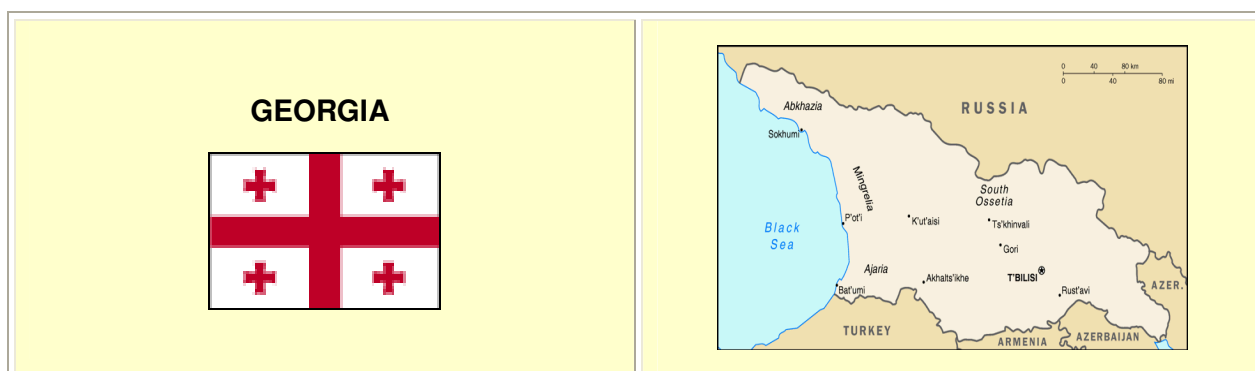 GEORGIA
0 40 80 km
0 40 80 mi
RUSSIA
Abkhazia
Sokhumi
Mingrelia
South
Ossetia
P'ot'i
K'ut'aisi
Ts'khinvali
Black
Sea
Gori
Ajaria
Akhalts'ikhe
T'BILISI
AZER.
Bat'umi
Rust'avi
TURKEY
ARMENIA
AZERBAIJAN